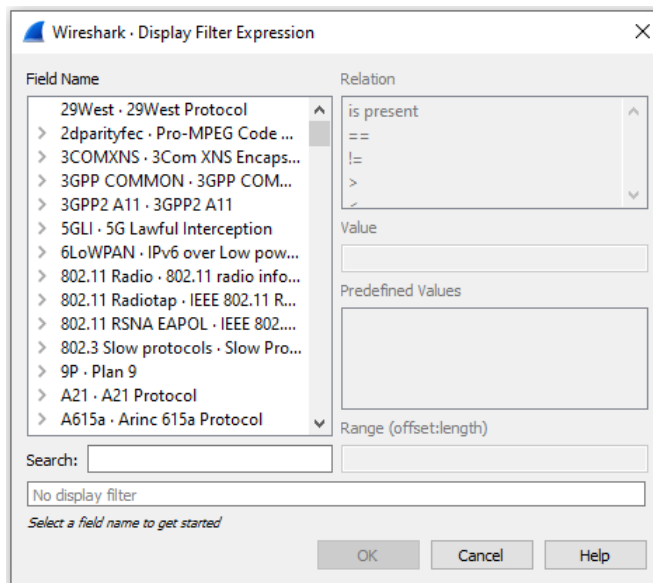 Wireshark · Display Filter Expression
Field Name
29West · 29West Protocol
2dparityfec · Pro-MPEG Code ...
3COMXNS · 3Com XNS Encaps...
3GPP COMMON · 3GPP COM...
3GPP2 A11 · 3GPP2 A11
5GLI · 5G Lawful Interception
6LoWPAN · IPv6 over Low pow...
802.11 Radio · 802.11 radio info...
802.11 Radiotap · IEEE 802.11 R...
802.11 RSNA EAPOL · IEEE 802....
802.3 Slow protocols · Slow Pro...
9P · Plan 9
A21 · A21 Protocol
A615a · Arinc 615a Protocol
Search:
Relation
is present
==
!=
>
<
Value
Predefined Values
Range (offset:length)
No display filter
Select a field name to get started
OK
Cancel
Help